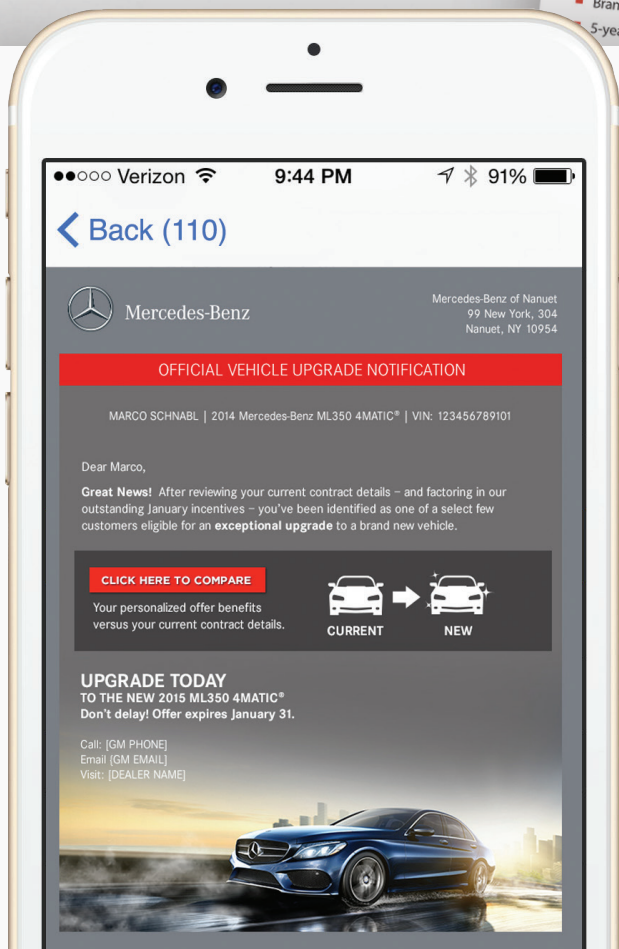 Bran
5-yea
Verizon 9:44 PM 91%
Back (110)
Mercedes-Benz
Mercedes-Benz of Nanuet
99 New York, 304
Nanuet, NY 10954
OFFICIAL VEHICLE UPGRADE NOTIFICATION
MARCO SCHNABL | 2014 Mercedes-Benz ML350 4MATIC® | VIN: 123456789101
Dear Marco,
Great News! After reviewing your current contract details – and factoring in our
outstanding January incentives – you've been identified as one of a select few
customers eligible for an exceptional upgrade to a brand new vehicle.
CLICK HERE TO COMPARE
Your personalized offer benefits
versus your current contract details.
CURRENT
NEW
UPGRADE TODAY
TO THE NEW 2015 ML350 4MATIC®
Don't delay! Offer expires January 31.
Call: [GM PHONE]
Email [GM EMAIL]
Visit: [DEALER NAME]